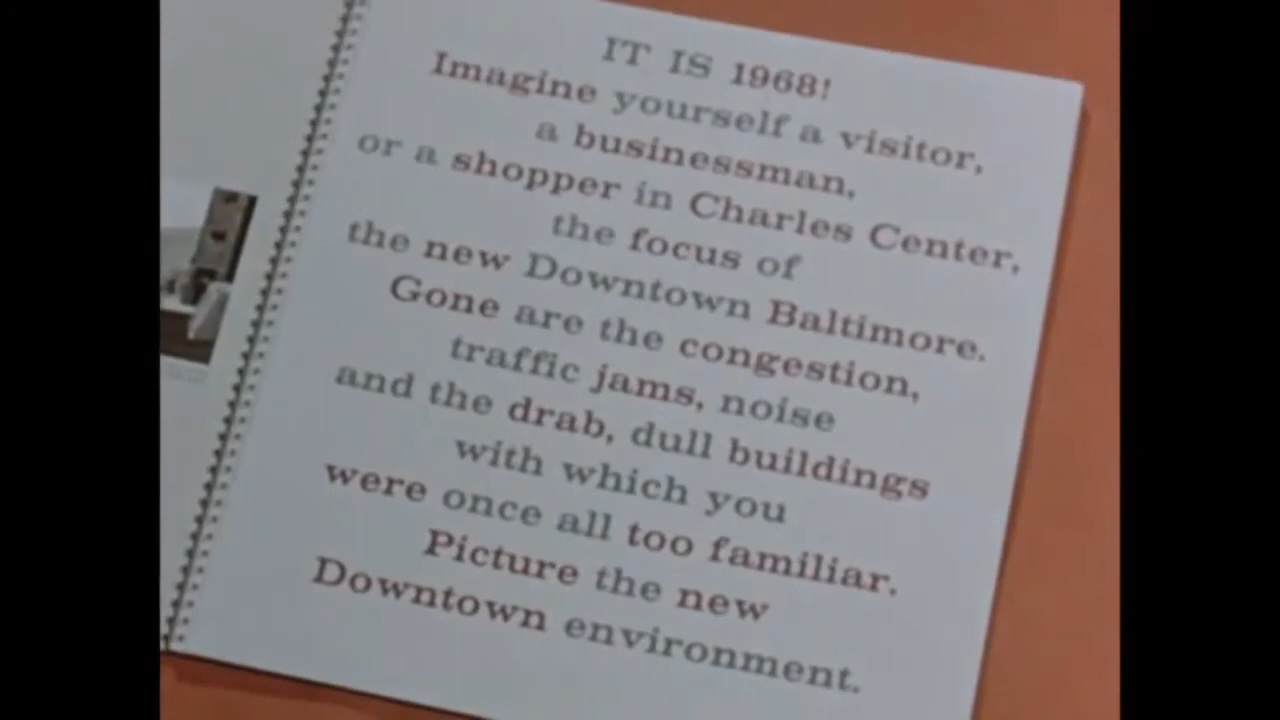 IT IS 1968!
Imagine yourself a visitor,
a businessman,
or a shopper in Charles Center,
the focus of
the new Downtown Baltimore.
Gone are the congestion,
traffic jams, noise
and the drab, dull buildings
with which you
were once all too familiar.
Picture the new
Downtown environment.